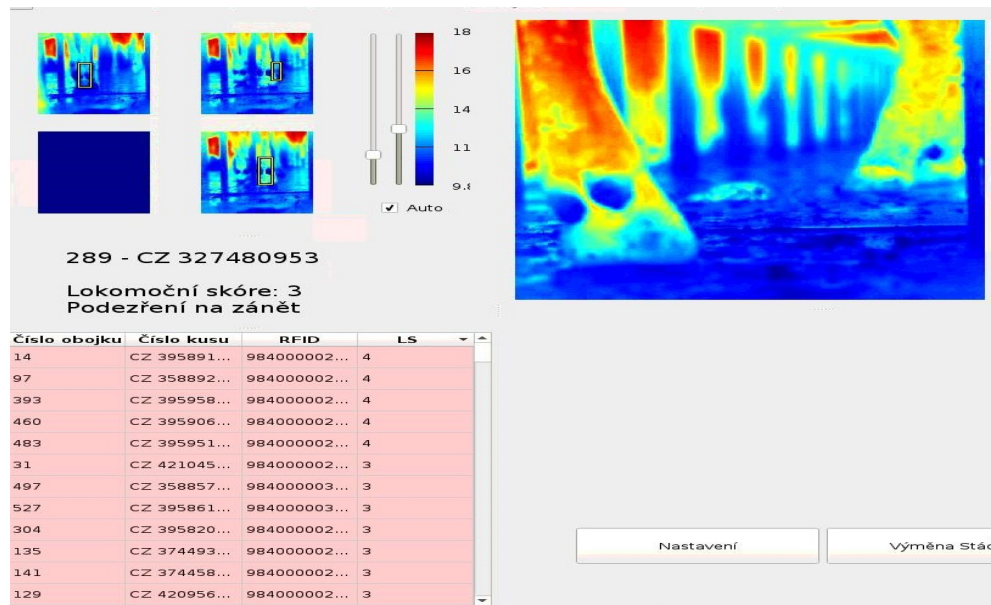 18
16
14
11
9.8
Auto
289 - CZ 327480953
Lokomoční skóre: 3
Podezření na zánět
Číslo obojku Číslo kusu RFID LS
14 CZ 395891... 984000002... 4
97 CZ 358892... 984000002... 4
393 CZ 395958... 984000002... 4
460 CZ 395906... 984000002... 4
483 CZ 395951... 984000002... 4
31 CZ 421045... 984000002... 3
497 CZ 358857... 984000003... 3
527 CZ 395861... 984000003... 3
304 CZ 395820... 984000002... 3
135 CZ 374493... 984000002... 3
141 CZ 374458... 984000002... 3
129 CZ 420956... 984000002... 3
Nastavení
Výměna